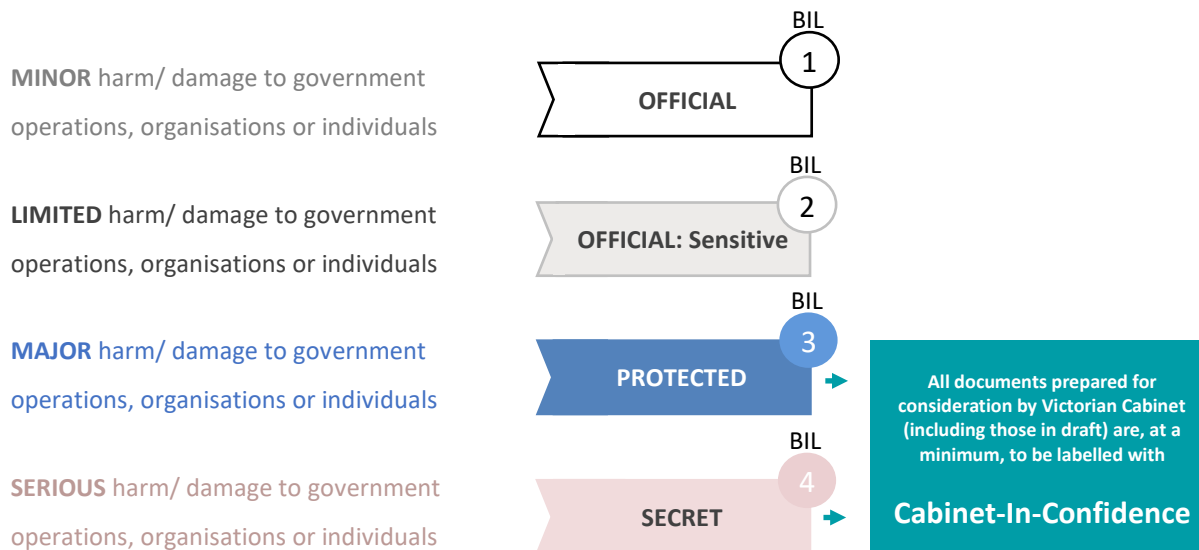 BIL
1
MINOR harm/ damage to government
operations, organisations or individuals
OFFICIAL
BIL
2
LIMITED harm/ damage to government
operations, organisations or individuals
OFFICIAL: Sensitive
BIL
3
MAJOR harm/ damage to government
operations, organisations or individuals
PROTECTED
BIL
4
SERIOUS harm/ damage to government
operations, organisations or individuals
SECRET
All documents prepared for
consideration by Victorian Cabinet
(including those in draft) are, at a
minimum, to be labelled with
Cabinet-In-Confidence